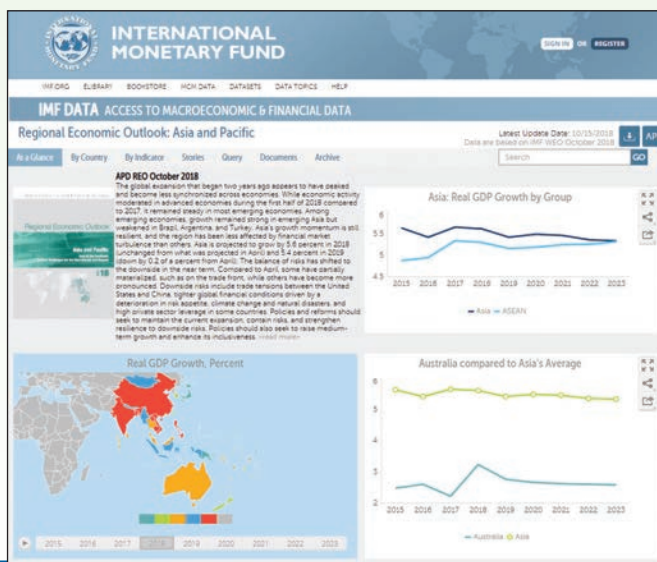 INTERNATIONAL
MONETARY FUND
SIGN IN OR REGISTER
IMF.ORG ELIBRARY BOOKSTORE HCM DATA DATASETS DATA TOPICS HELP
IMF DATA ACCESS TO MACROECONOMIC & FINANCIAL DATA
Regional Economic Outlook: Asia and Pacific
Latest Update Date: 10/15/2018
Data are based on IMF WEO October 2018
API
At a Glance By Country By Indicator Stories Query Documents Archive
Search GO
APD REO October 2018
The global expansion that began two years ago appears to have peaked
and become less synchronized across economies. While economic activity
moderated in advanced economies during the first half of 2018 compared
to 2017, it remained steady in most emerging economies. Among
emerging economies, growth remained strong in emerging Asia but
weakened in Brazil, Argentina, and Turkey. Asia's growth momentum is still
resilient, and the region has been less affected by financial market
turbulence than others. Asia is projected to grow by 5.6 percent in 2018
(unchanged from what was projected in April) and 5.4 percent in 2019
(down by 0.2 of a percent from April). The balance of risks has shifted to
the downside in the near term. Compared to April, some have partially
materialized, such as on the trade front, while others have become more
pronounced. Downside risks include trade tensions between the United
States and China, tighter global financial conditions driven by a
deterioration in risk appetite, climate change and natural disasters, and
high private sector leverage in some countries. Policies and reforms should
seek to maintain the current expansion, contain risks, and strengthen
resilience to downside risks. Policies should also seek to raise medium-
term growth and enhance its inclusiveness. <read more>
Regional Economic Outlook
Asia and Pacific
18
Asia: Real GDP Growth by Group
6
5.5
5
4.5
2015 2016 2017 2018 2019 2020 2021 2022 2023
Asia ASEAN
Real GDP Growth, Percent
2015 2016 2017 2018 2019 2020 2021 2022 2023
Australia compared to Asia's Average
6
5
4
3
2
2015 2016 2017 2018 2019 2020 2021 2022 2023
Australia Asia